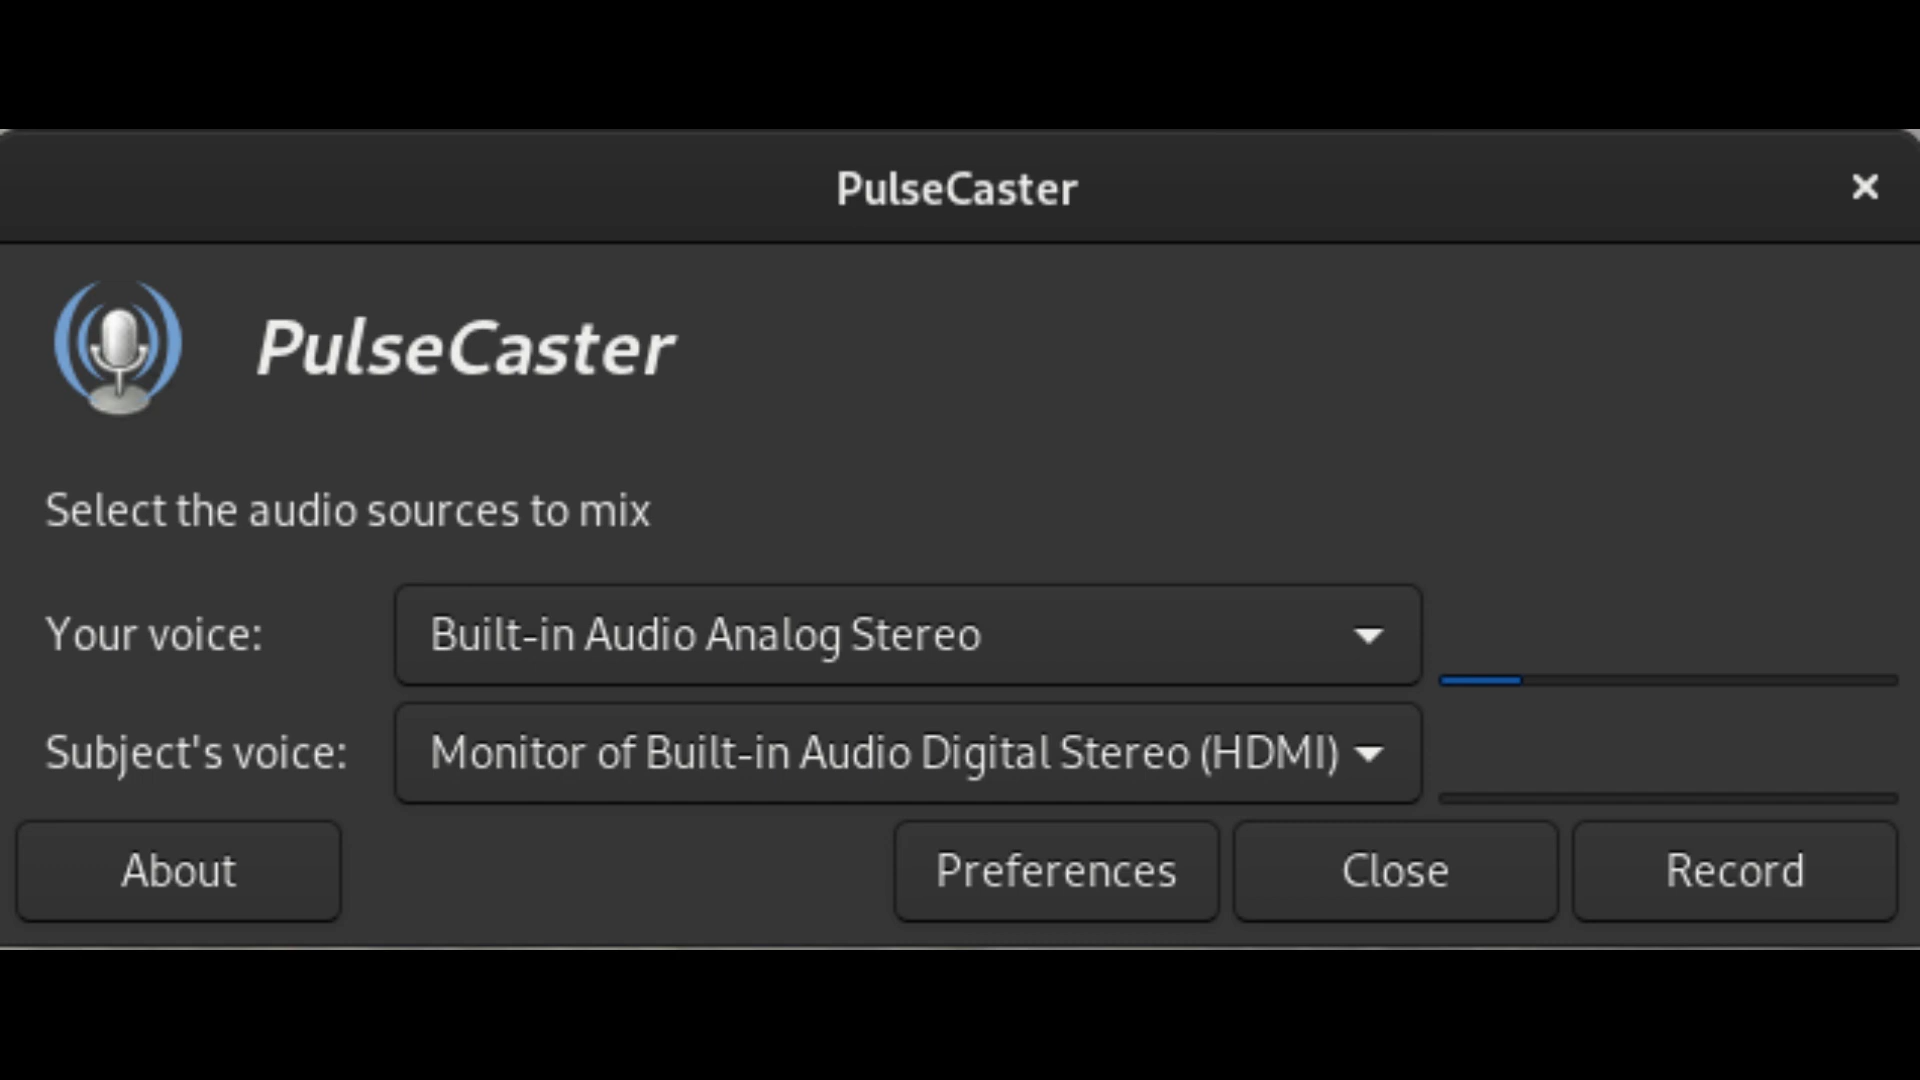 PulseCaster
PulseCaster
Select the audio sources to mix
Your voice: Built-in Audio Analog Stereo
Subject's voice: Monitor of Built-in Audio Digital Stereo (HDMI)
About Preferences Close Record